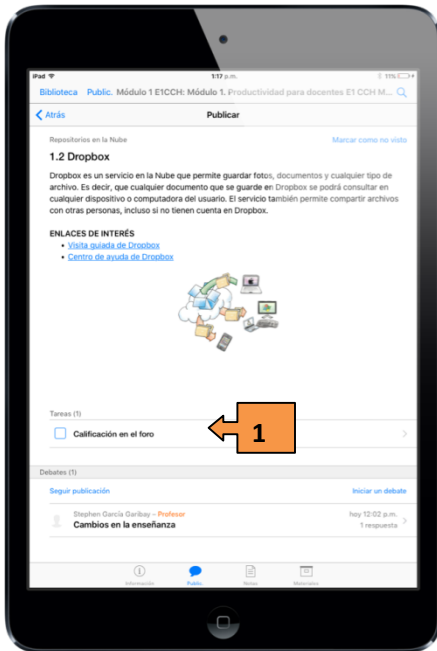 iPad 1:17 p.m. 11%
Biblioteca Public. Módulo 1 E1CCH: Módulo 1. Productividad para docentes E1 CCH M...
Atrás Publicar
Repositorios en la Nube Marcar como no visto
1.2 Dropbox
Dropbox es un servicio en la Nube que permite guardar fotos, documentos y cualquier tipo de
archivo. Es decir, que cualquier documento que se guarde en Dropbox se podrá consultar en
cualquier dispositivo o computadora del usuario. El servicio también permite compartir archivos
con otras personas, incluso si no tienen cuenta en Dropbox.
ENLACES DE INTERÉS
• Visita guiada de Dropbox
• Centro de ayuda de Dropbox
Tareas (1)
Calificación en el foro
1
Debates (1)
Seguir publicación Iniciar un debate
Stephen García Garibay – Profesor hoy 12:02 p.m.
Cambios en la enseñanza 1 respuesta
Información Public. Notas Materiales